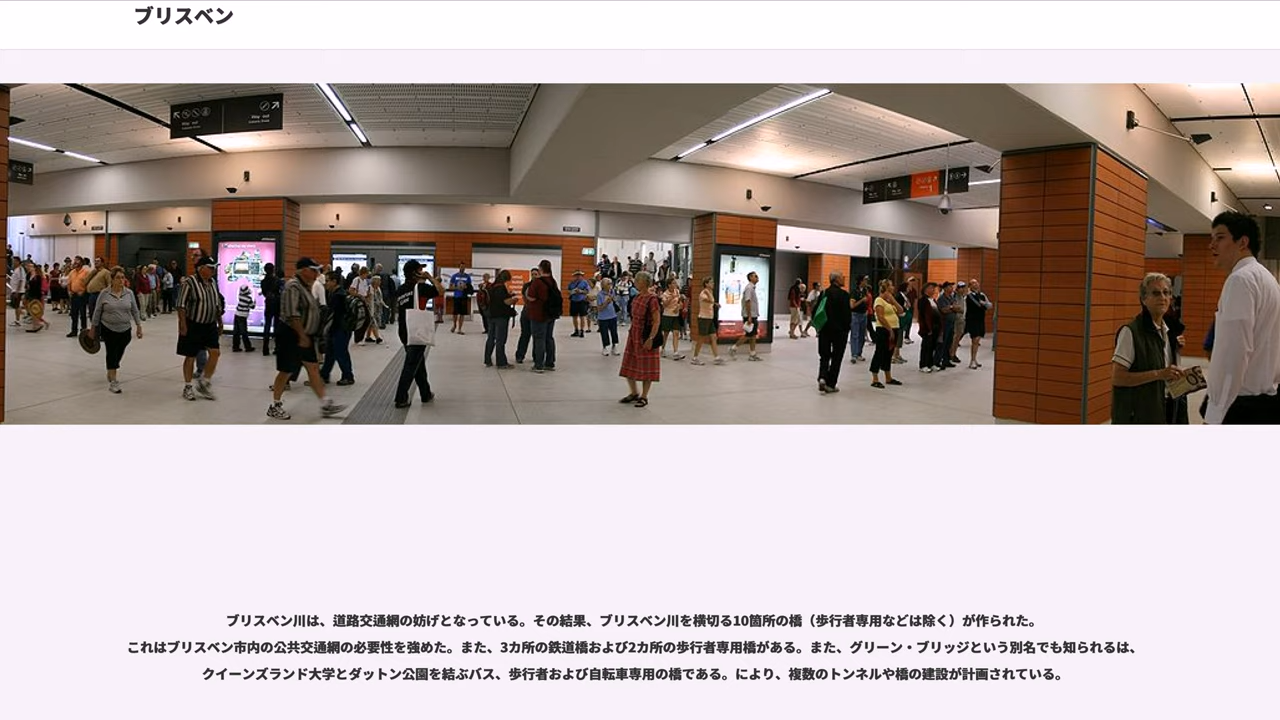 ブリスベン
Way out
Way out
ブリスベン川は、道路交通網の妨げとなっている。その結果、ブリスベン川を横切る10箇所の橋（歩行者専用などは除く）が作られた。
これはブリスベン市内の公共交通網の必要性を強めた。また、3カ所の鉄道橋および2カ所の歩行者専用橋がある。また、グリーン・ブリッジという別名でも知られるは、
クイーンズランド大学とダットン公園を結ぶバス、歩行者および自転車専用の橋である。により、複数のトンネルや橋の建設が計画されている。